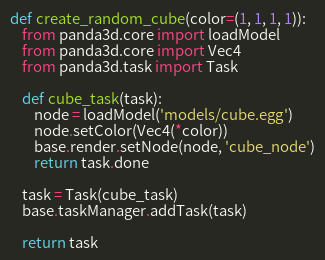 def create_random_cube(color=(1, 1, 1, 1)):
from panda3d.core import loadModel
from panda3d.core import Vec4
from panda3d.task import Task
def cube_task(task):
node = loadModel('models/cube.egg')
node.setColor(Vec4(*color))
base.render.setNode(node, 'cube_node')
return task.done
task = Task(cube_task)
base.taskManager.addTask(task)
return task